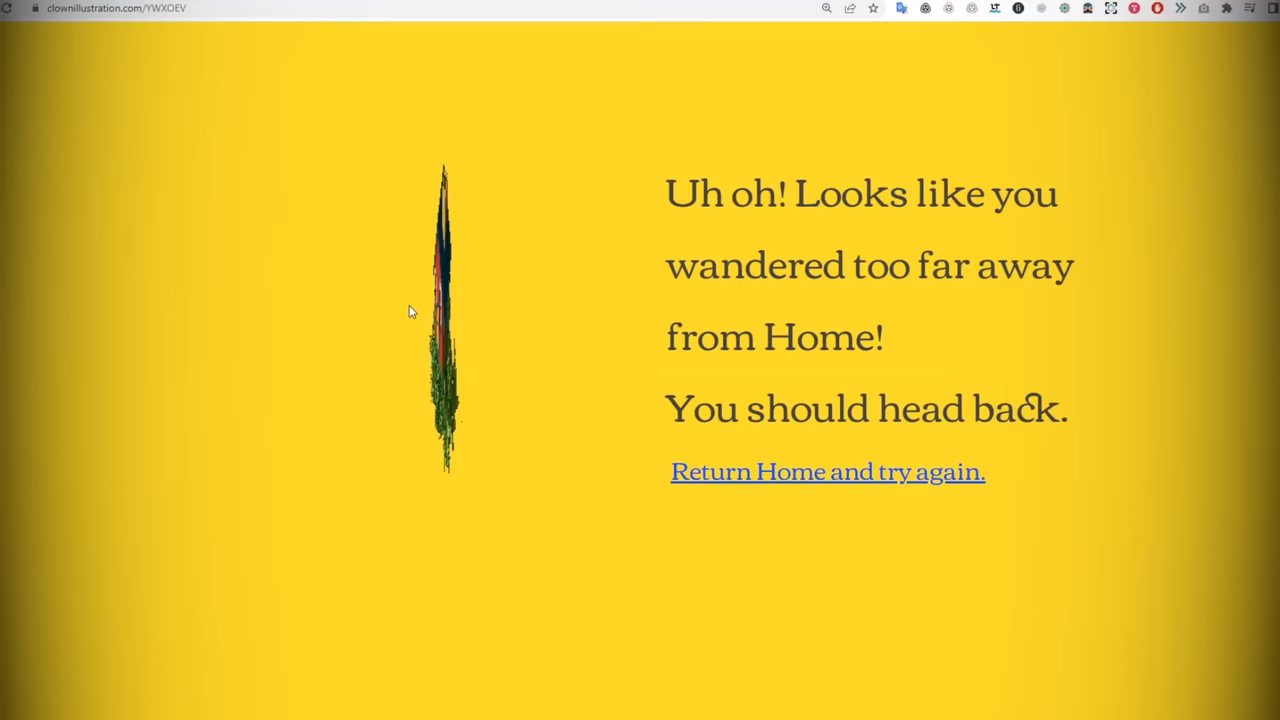 clownillustration.com/YWXOEV
Uh oh! Looks like you
wandered too far away
from Home!
You should head back.
Return Home and try again.